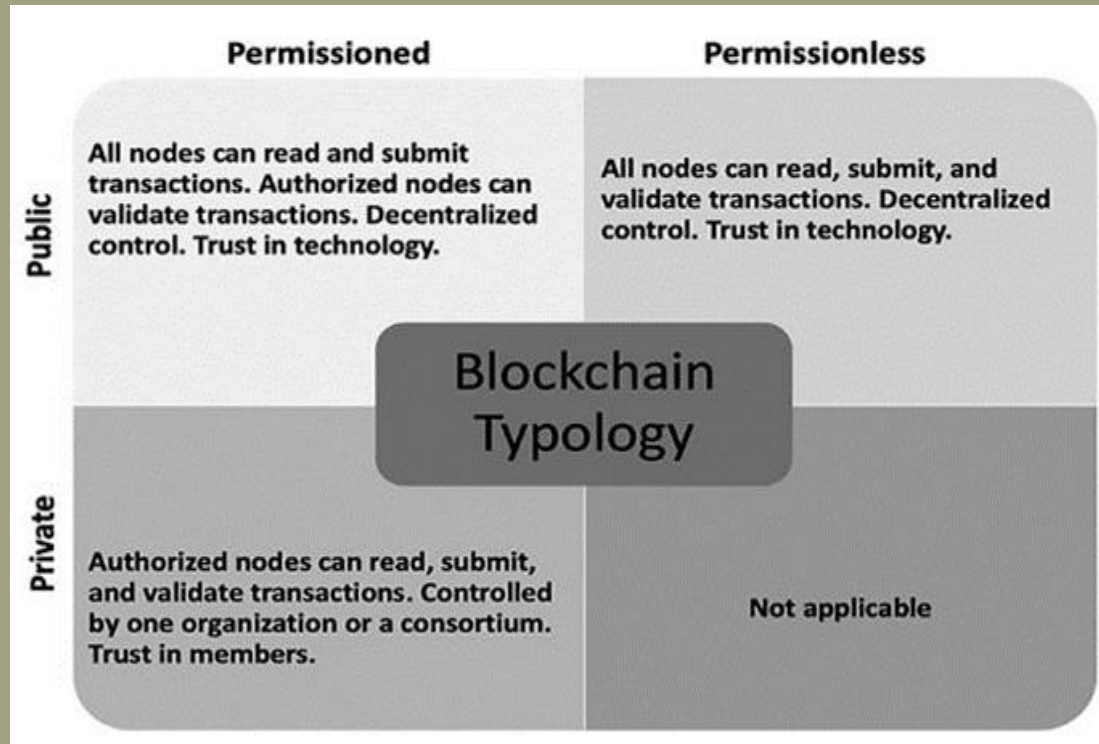 Permissioned
Permissionless
Public
All nodes can read and submit
transactions. Authorized nodes can
validate transactions. Decentralized
control. Trust in technology.
All nodes can read, submit, and
validate transactions. Decentralized
control. Trust in technology.
Blockchain
Typology
Private
Authorized nodes can read, submit,
and validate transactions. Controlled
by one organization or a consortium.
Trust in members.
Not applicable